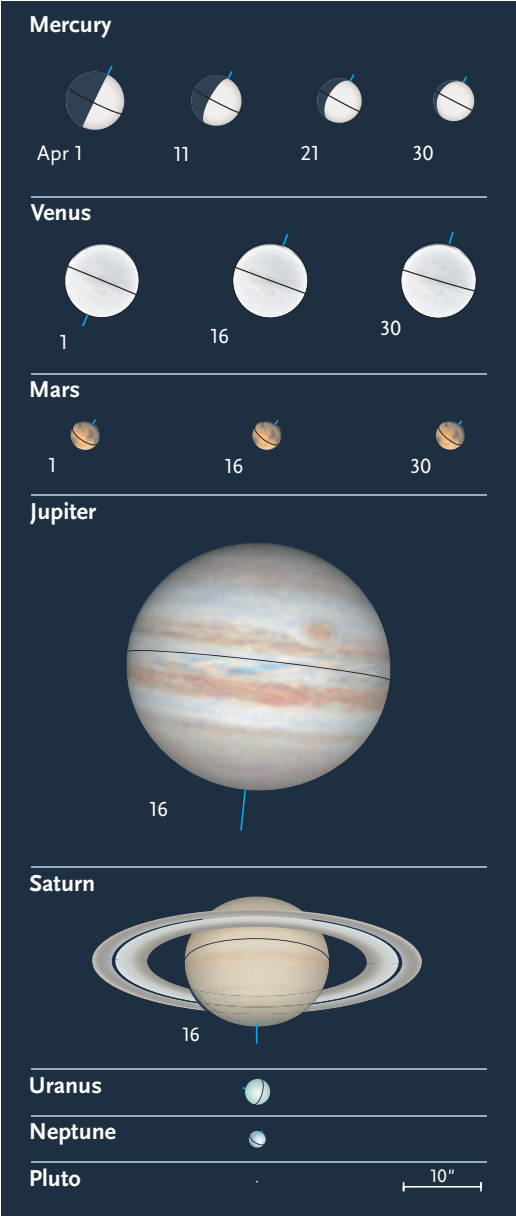 Mercury
Apr 1 11 21 30
Venus
1 16 30
Mars
1 16 30
Jupiter
16
Saturn
16
Uranus
Neptune
Pluto 10"